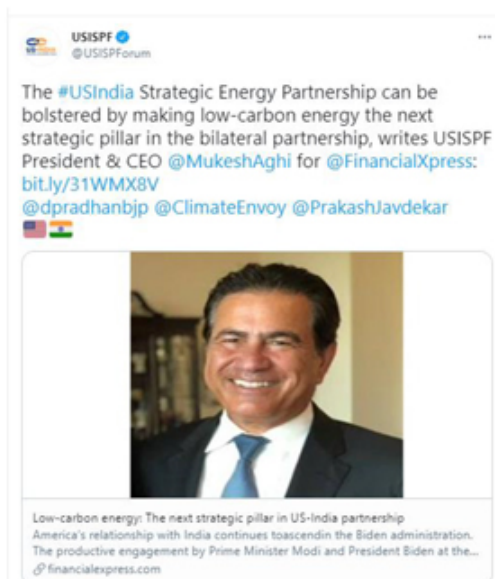 USISPF
@USISPForum
The #USIndia Strategic Energy Partnership can be
bolstered by making low-carbon energy the next
strategic pillar in the bilateral partnership, writes USISPF
President & CEO @MukeshAghi for @FinancialXpress:
bit.ly/31WMX8V
@dpradhanbjp @ClimateEnvoy @PrakashJavdekar
Low-carbon energy: The next strategic pillar in US-India partnership
America's relationship with India continues toascendin the Biden administration.
The productive engagement by Prime Minister Modi and President Biden at the...
financialexpress.com